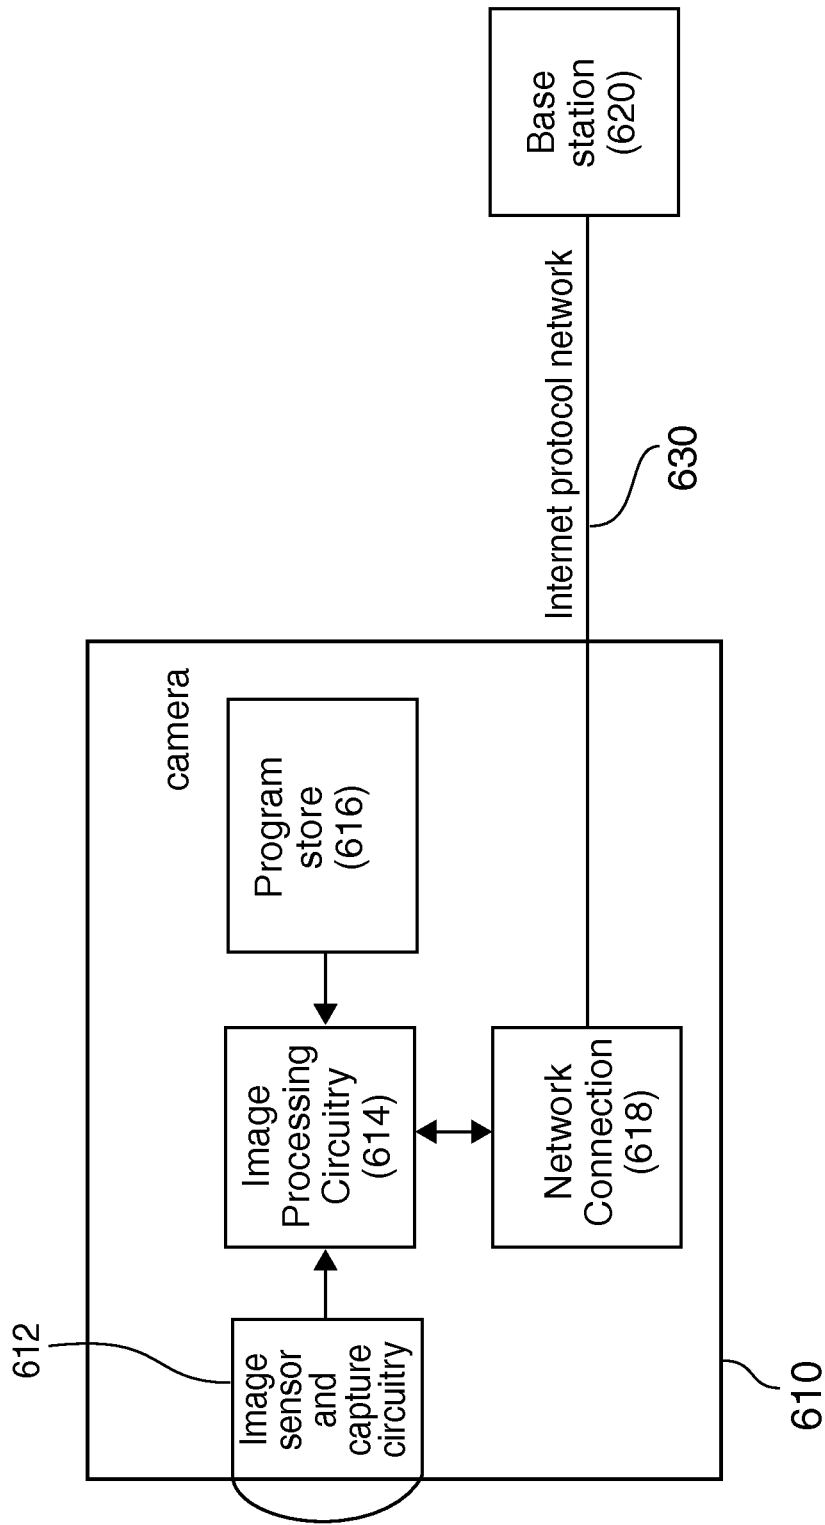 612
Image
sensor
and
capture
circuitry
Image
Processing
Circuitry
(614)
Program
store
(616)
camera
Network
Connection
(618)
610
Internet protocol network
630
Base
station
(620)